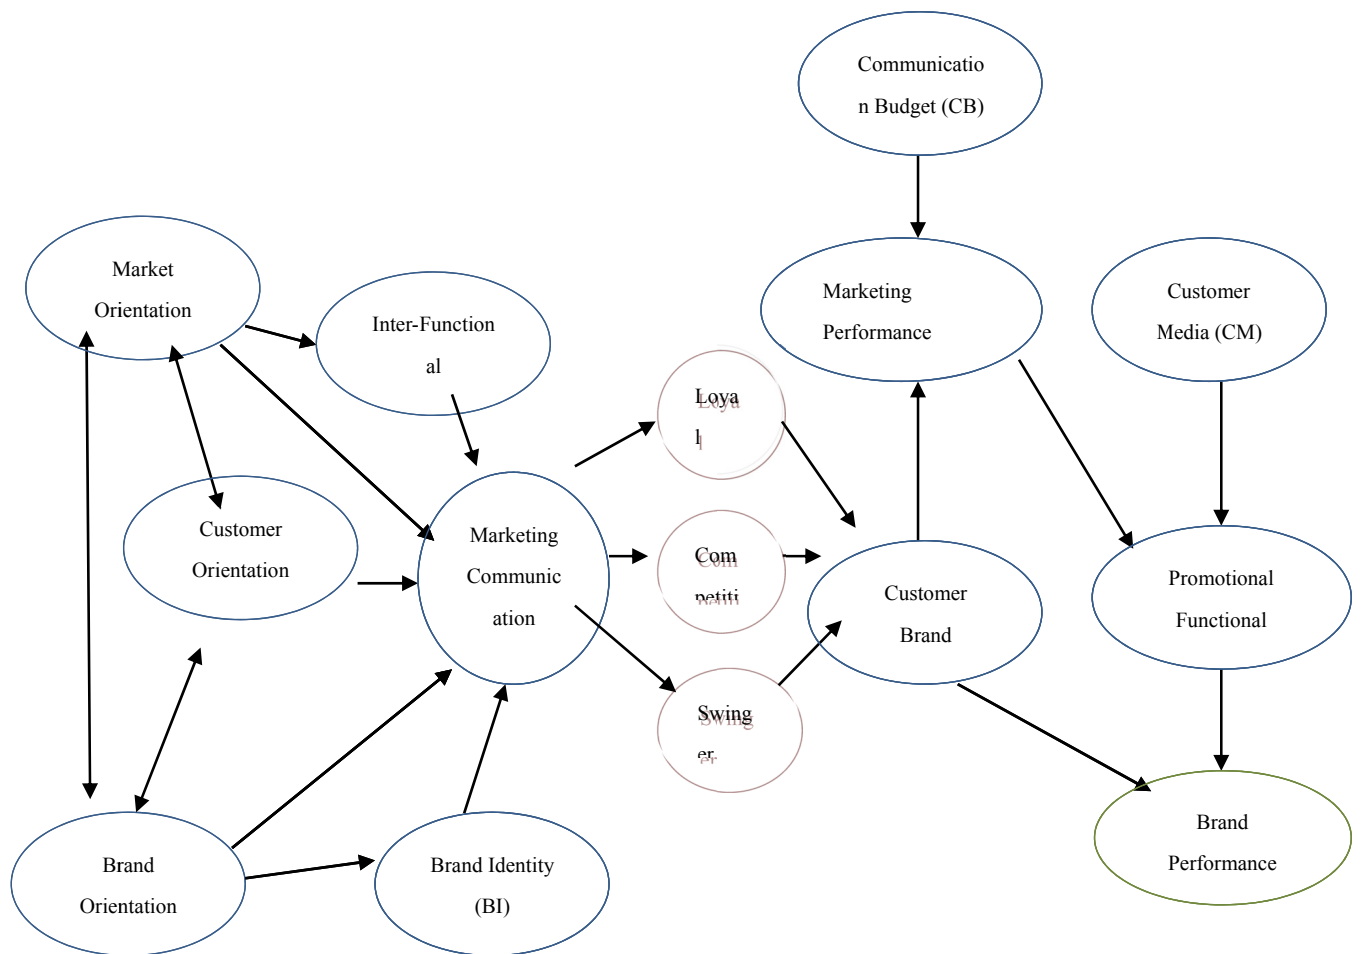 Communicatio
n Budget (CB)
Market
Orientation
Inter-Function
al
Marketing
Performance
Customer
Media (CM)
Loya
l
Customer
Orientation
Marketing
Communic
ation
Com
petiti
Customer
Brand
Promotional
Functional
Swing
er
Brand
Orientation
Brand Identity
(BI)
Brand
Performance